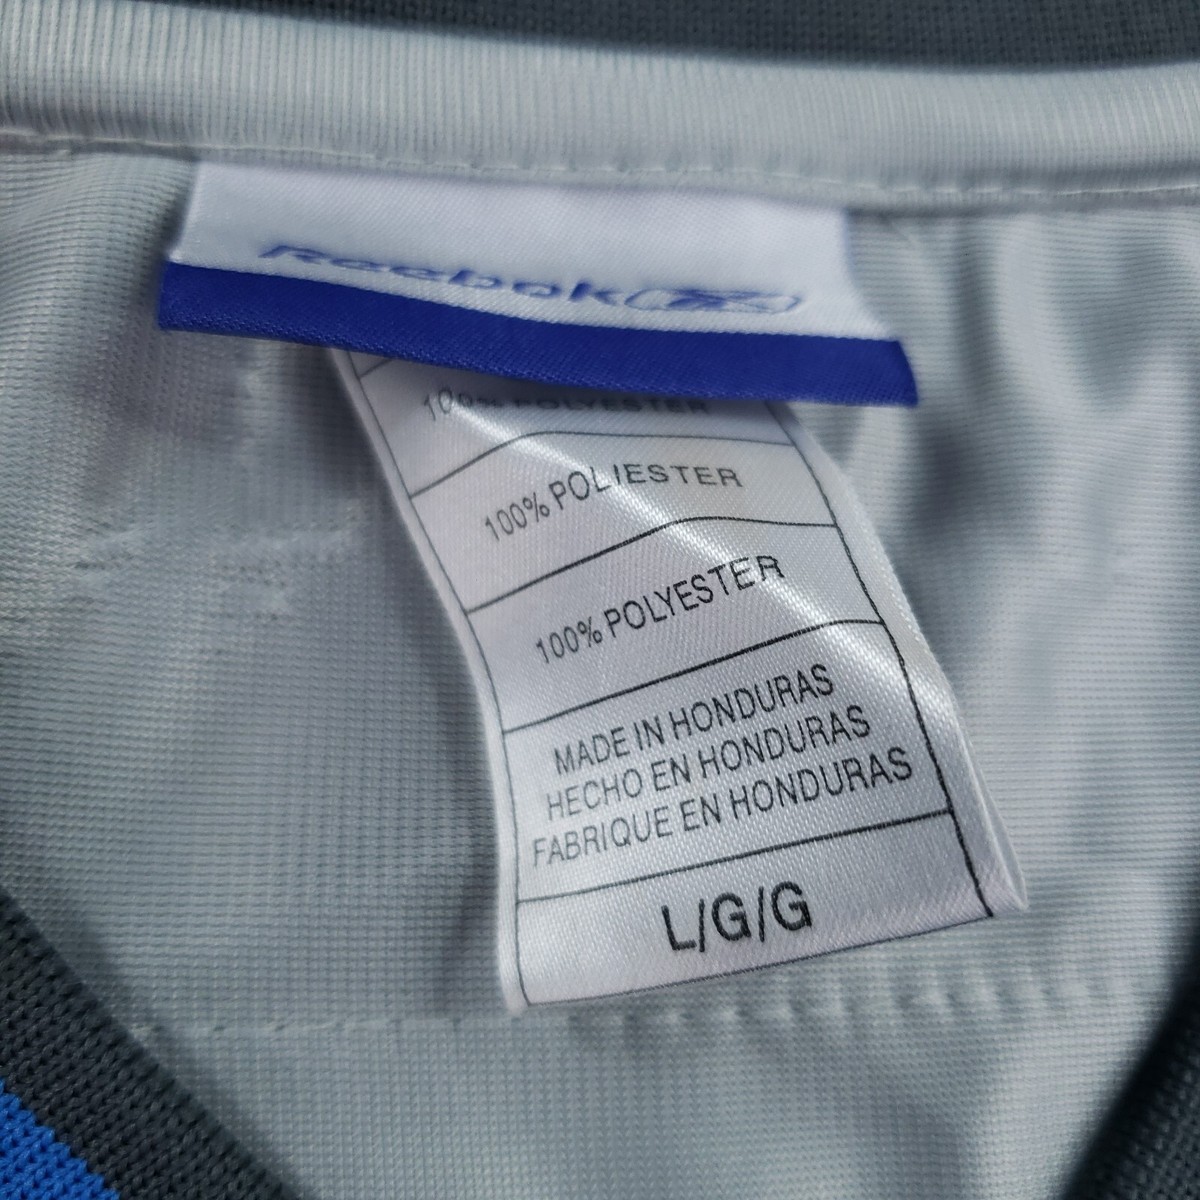 Reebok
100% POLYESTER
100% POLIESTER
100% POLYESTER
MADE IN HONDURAS
HECHO EN HONDURAS
FABRIQUE EN HONDURAS
L/G/G